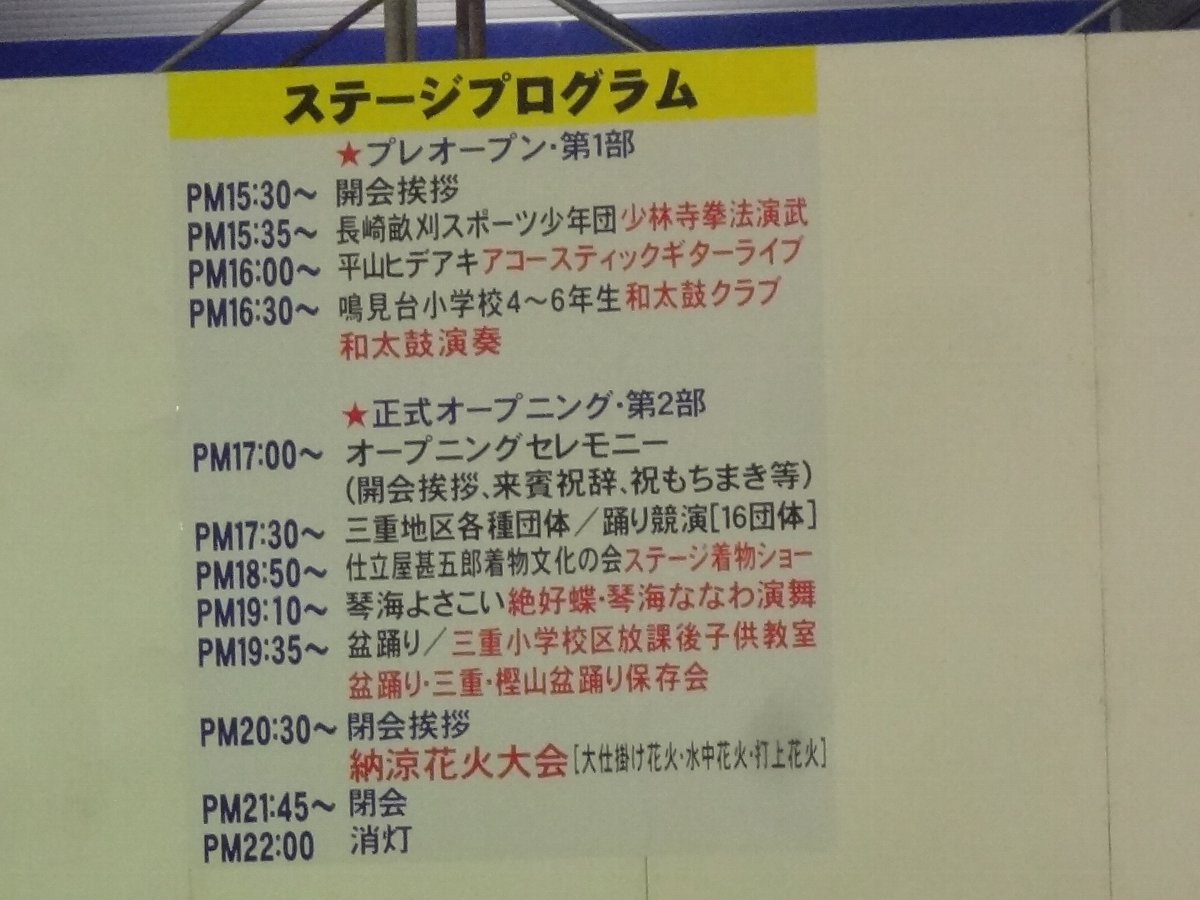 ステージプログラム
★プレオープン・第1部
PM15:30～ 開会挨拶
PM15:35～ 長崎畝刈スポーツ少年団少林寺拳法演武
PM16:00～ 平山ヒデアキアコースティックギターライブ
PM16:30～ 鳴見台小学校4～6年生和太鼓クラブ
和太鼓演奏
★正式オープニング・第2部
PM17:00～ オープニングセレモニー
(開会挨拶、来賓祝辞、祝もちまき等)
PM17:30～ 三重地区各種団体／踊り競演[16団体]
PM18:50～ 仕立屋甚五郎着物文化の会ステージ着物ショー
PM19:10～ 琴海よさこい絶好蝶・琴海ななわ演舞
PM19:35～ 盆踊り／三重小学校区放課後子供教室
盆踊り・三重・樫山盆踊り保存会
PM20:30～ 閉会挨拶
納涼花火大会[大仕掛け花火・水中花火・打上花火]
PM21:45～ 閉会
PM22:00 消灯